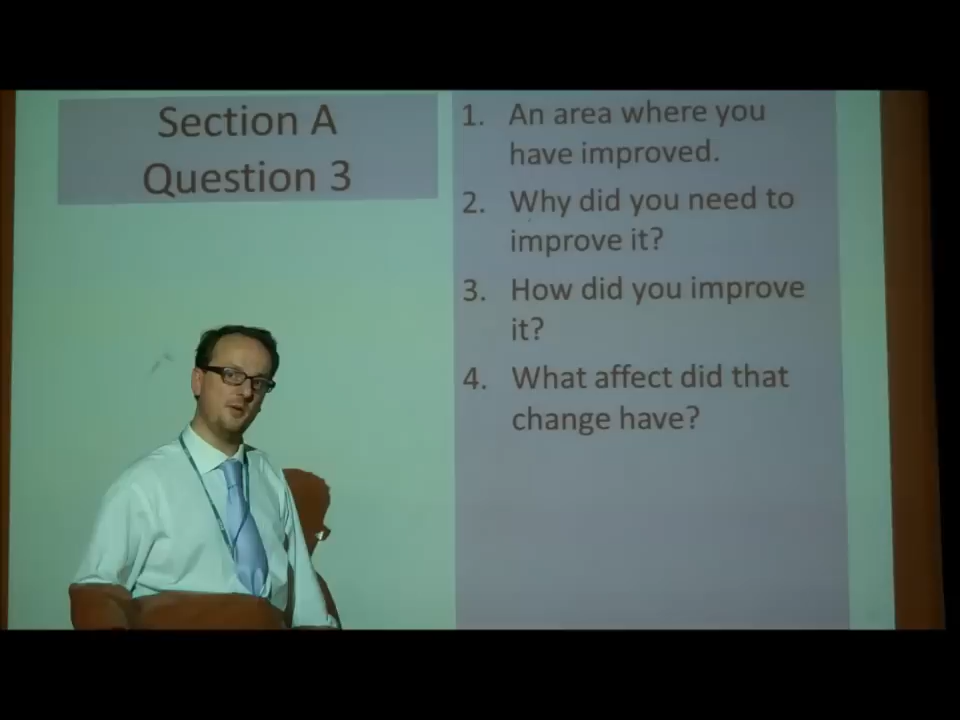 Section A
Question 3
1. An area where you
have improved.
2. Why did you need to
improve it?
3. How did you improve
it?
4. What affect did that
change have?